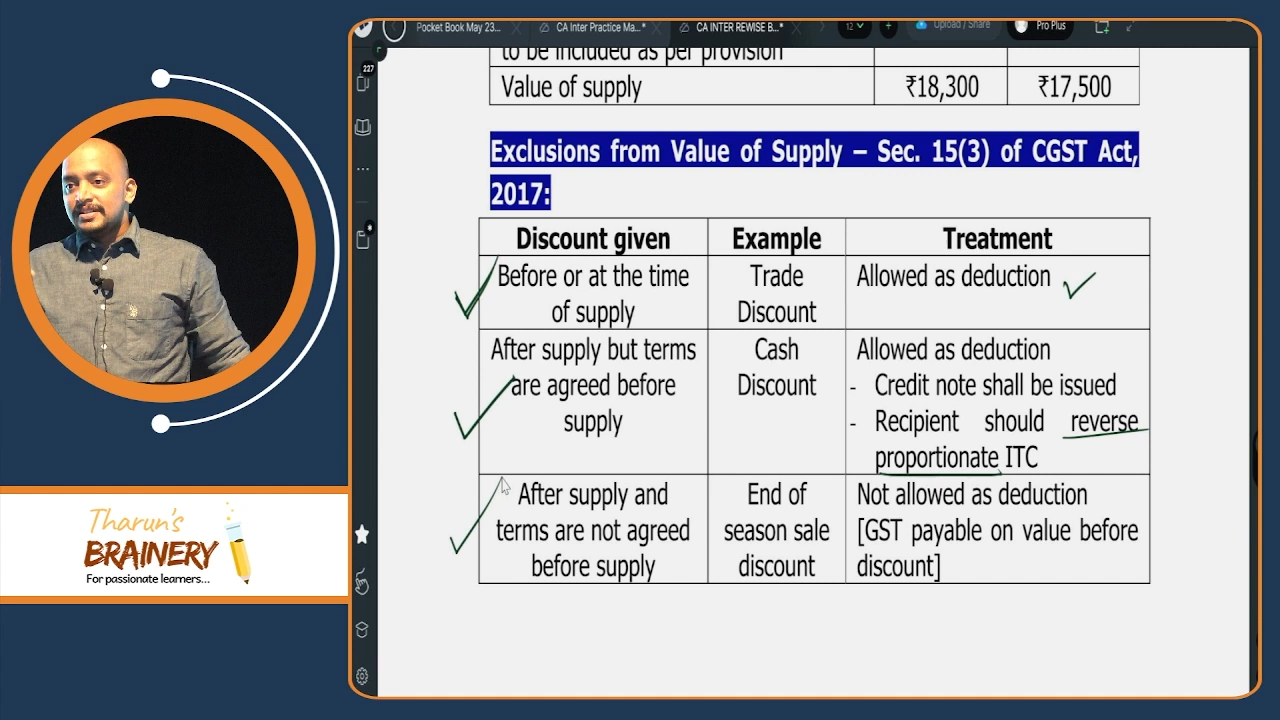 Pocket Book May 23...
CA Inter Practice Ma...*
CA INTER REWISE B...*
12
Upload / Share
Pro Plus
227
to be included as per provision
Value of supply ₹18,300 ₹17,500
Exclusions from Value of Supply – Sec. 15(3) of CGST Act,
2017:
Discount given Example Treatment
Before or at the time
of supply
Trade
Discount
Allowed as deduction
After supply but terms
are agreed before
supply
Cash
Discount
Allowed as deduction
- Credit note shall be issued
- Recipient should reverse
proportionate ITC
After supply and
terms are not agreed
before supply
End of
season sale
discount
Not allowed as deduction
[GST payable on value before
discount]
Tharun's
BRAINERY
For passionate learners...